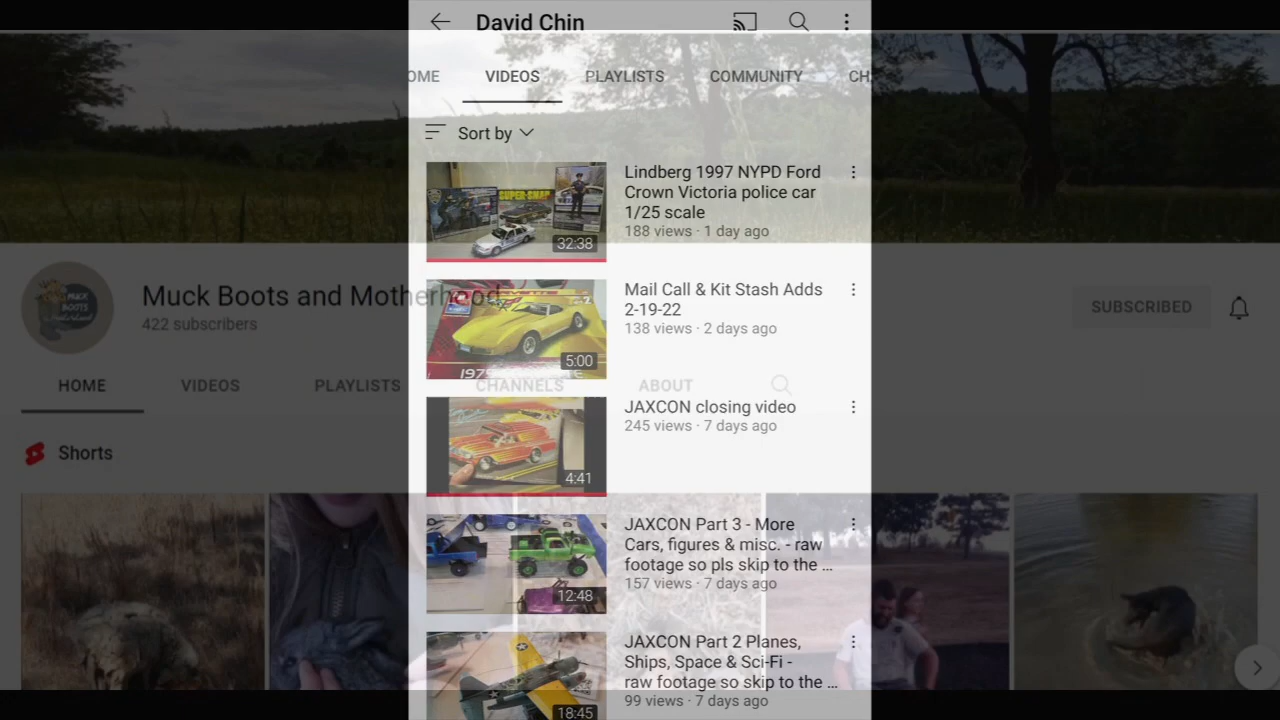 David Chin
OME
VIDEOS
PLAYLISTS
COMMUNITY
CH
Sort by
SUPER-SNAP
32:38
Lindberg 1997 NYPD Ford
Crown Victoria police car
1/25 scale
188 views · 1 day ago
5:00
Mail Call & Kit Stash Adds
2-19-22
138 views · 2 days ago
4:41
JAXCON closing video
245 views · 7 days ago
12:48
JAXCON Part 3 - More
Cars, figures & misc. - raw
footage so pls skip to the ...
157 views · 7 days ago
18:45
JAXCON Part 2 Planes,
Ships, Space & Sci-Fi -
raw footage so skip to the ...
99 views · 7 days ago
MUCK
BOOTS
Muck Boots and Motherhood
422 subscribers
SUBSCRIBED
HOME
VIDEOS
PLAYLISTS
CHANNELS
ABOUT
Shorts